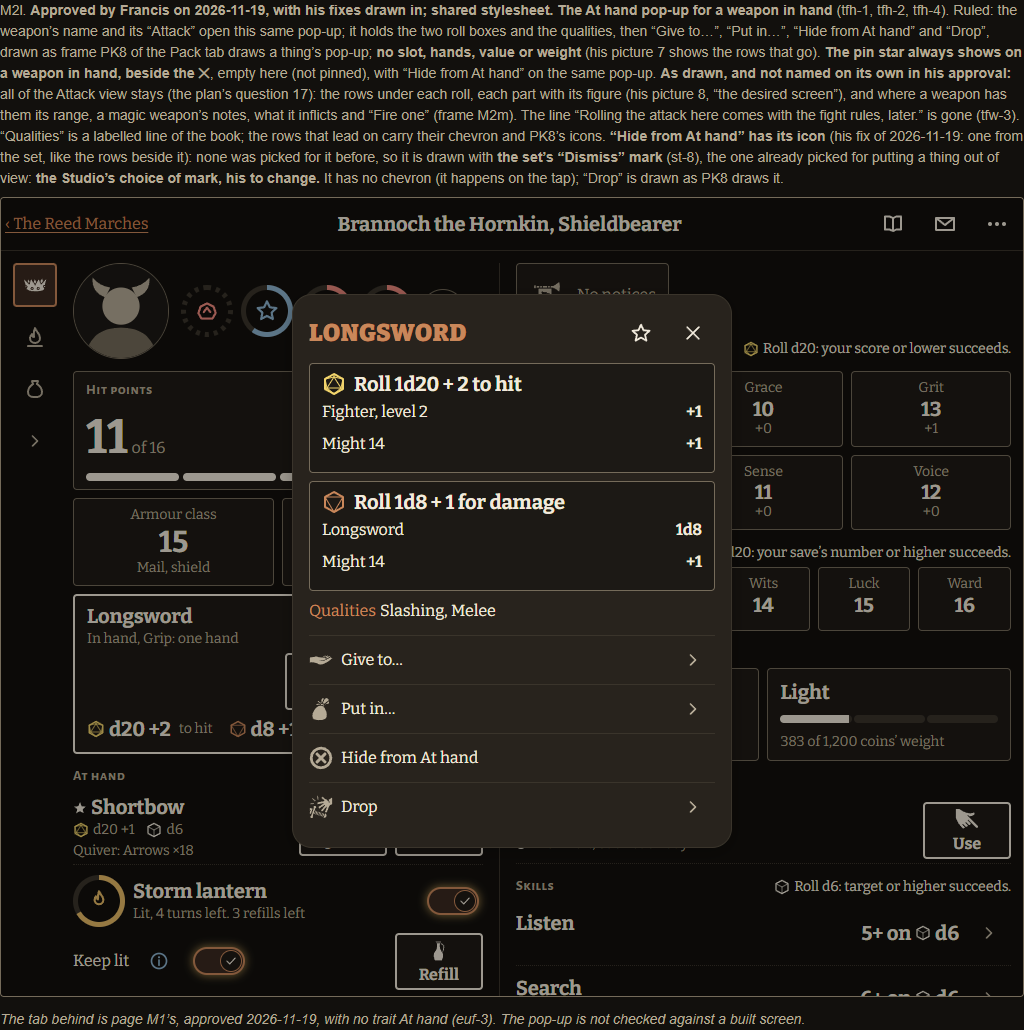 M2I. Approved by Francis on 2026-11-19, with his fixes drawn in; shared stylesheet. The At hand pop-up for a weapon in hand (tfh-1, tfh-2, tfh-4). Ruled: the
weapon's name and its “Attack” open this same pop-up; it holds the two roll boxes and the qualities, then “Give to…”, “Put in…”, “Hide from At hand” and “Drop”,
drawn as frame PK8 of the Pack tab draws a thing's pop-up; no slot, hands, value or weight (his picture 7 shows the rows that go). The pin star always shows on
a weapon in hand, beside the ✕, empty here (not pinned), with “Hide from At hand” on the same pop-up. As drawn, and not named on its own in his approval:
all of the Attack view stays (the plan's question 17): the rows under each roll, each part with its figure (his picture 8, “the desired screen”), and where a weapon has
them its range, a magic weapon's notes, what it inflicts and “Fire one” (frame M2m). The line “Rolling the attack here comes with the fight rules, later.” is gone (tfw-3).
“Qualities” is a labelled line of the book; the rows that lead on carry their chevron and PK8's icons. “Hide from At hand” has its icon (his fix of 2026-11-19: one from
the set, like the rows beside it): none was picked for it before, so it is drawn with the set's “Dismiss” mark (st-8), the one already picked for putting a thing out of
view: the Studio's choice of mark, his to change. It has no chevron (it happens on the tap); “Drop” is drawn as PK8 draws it.
‹ The Reed Marches
Brannoch the Hornkin, Shieldbearer
No notices
LONGSWORD
Roll 1d20 + 2 to hit
Fighter, level 2 +1
Might 14 +1
Roll 1d8 + 1 for damage
Longsword 1d8
Might 14 +1
Qualities Slashing, Melee
Give to…
Put in…
Hide from At hand
Drop
Hit points
11 of 16
Armour class
15
Mail, shield
Longsword
In hand, Grip: one hand
d20 +2 to hit d8 +1
At hand
Shortbow
d20 +1 d6
Quiver: Arrows ×18
Storm lantern
Lit, 4 turns left. 3 refills left
Keep lit
Refill
Roll d20: your score or lower succeeds.
Grace
10
+0
Grit
13
+1
Sense
11
+0
Voice
12
+0
d20: your save's number or higher succeeds.
Wits
14
Luck
15
Ward
16
Light
383 of 1,200 coins' weight
Use
Skills
Roll d6: target or higher succeeds.
Listen
5+ on d6
Search
6+ on d6
The tab behind is page M1's, approved 2026-11-19, with no trait At hand (euf-3). The pop-up is not checked against a built screen.